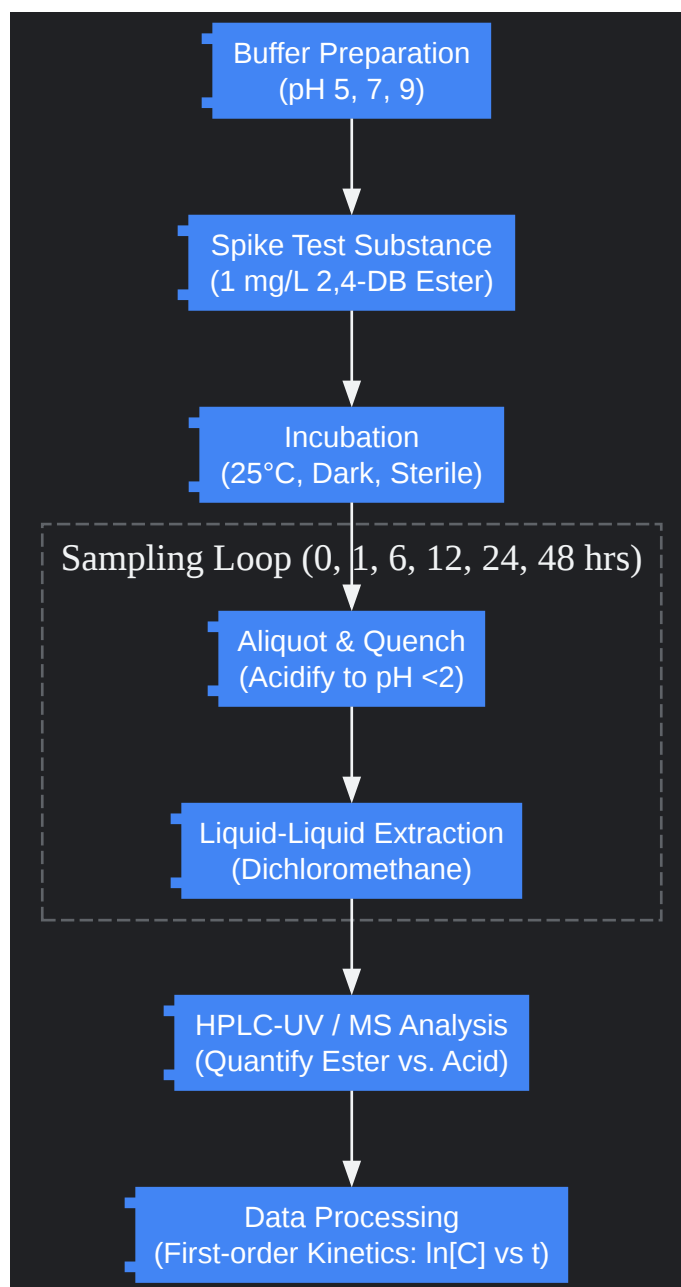 Buffer Preparation
(pH 5, 7, 9)
Spike Test Substance
(1 mg/L 2,4-DB Ester)
Incubation
(25°C, Dark, Sterile)
Sampling Loop (0, 1, 6, 12, 24, 48 hrs)
Aliquot & Quench
(Acidify to pH <2)
Liquid-Liquid Extraction
(Dichloromethane)
HPLC-UV / MS Analysis
(Quantify Ester vs. Acid)
Data Processing
(First-order Kinetics: ln[C] vs t)